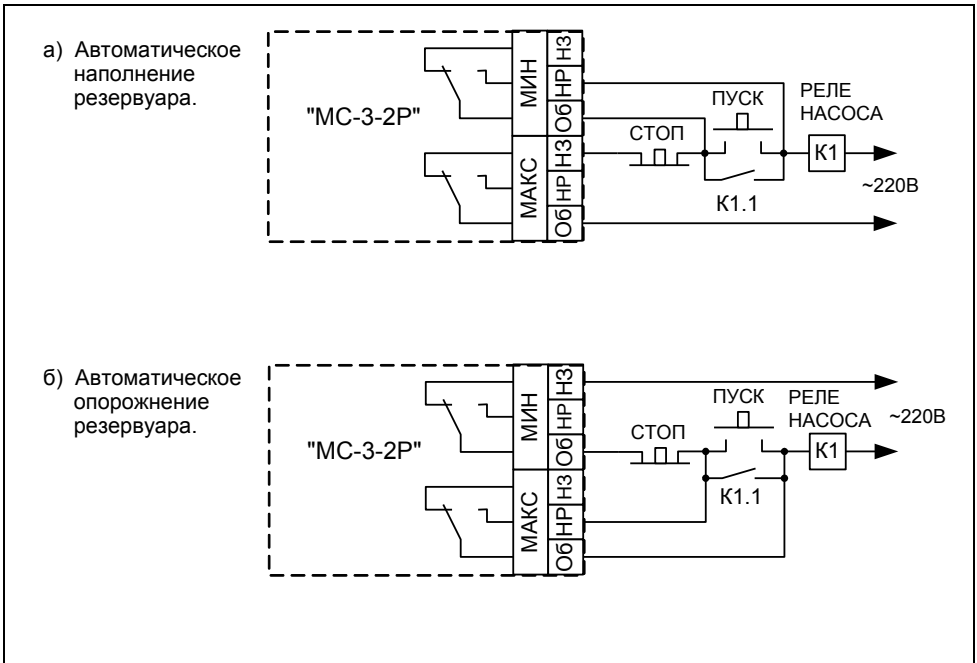 а) Автоматическое
наполнение
резервуара.
"МС-3-2Р"
МИН
НЗ
НР
Об
МАКС
НЗ
НР
Об
СТОП
ПУСК
К1.1
РЕЛЕ
НАСОСА
К1
~220В
б) Автоматическое
опорожнение
резервуара.
"МС-3-2Р"
МИН
НЗ
НР
Об
МАКС
НЗ
НР
Об
СТОП
ПУСК
К1.1
РЕЛЕ
НАСОСА
К1
~220В